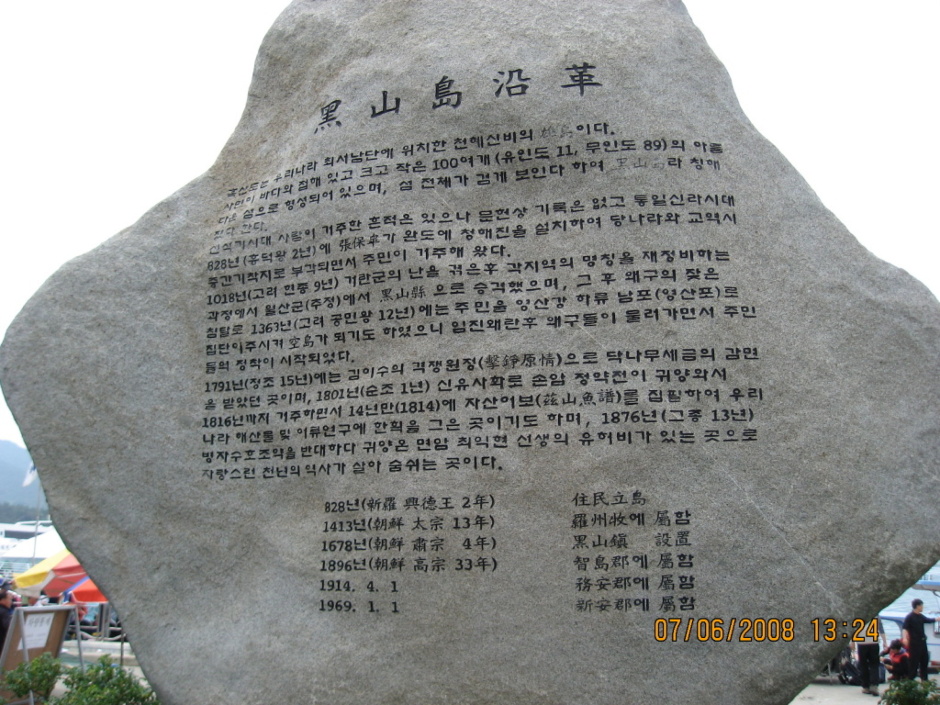 黑山島沿革
흑산도는 우리나라 최서남단에 위치한 천혜신비의 섬이다.
사면이 바다와 접해 있고 크고 작은 100여개 (유인도 11, 무인도 89)의 아름
다운 섬으로 형성되어 있으며, 섬 전체가 검게 보인다 하여 黑山島라 칭해
진다 한다.
신석기시대 사람이 거주한 흔적은 있으나 문헌상 기록은 없고 통일신라시대
828년 (흥덕왕 2년)에 張保皐가 완도에 청해진을 설치하여 당나라와 교역시
중간기착지로 부각되면서 주민이 거주해 왔다.
1018년(고려 현종 9년) 거란군의 난을 겪은후 각지역의 명칭을 재정비하는
과정에서 월산군(추정)에서 黑山縣 으로 승격했으며, 그 후 왜구의 잦은
침탈로 1363년(고려 공민왕 12년)에는 주민을 영산강 하류 남포(영산포)로
집단이주시켜 空島가 되기도 하였으니 임진왜란후 왜구들이 물러가면서 주민
들의 정착이 시작되었다.
1791년(정조 15년)에는 김이수의 격쟁원정(擊錚原情)으로 닥나무세금의 감면
을 받았던 곳이며, 1801년(순조 1년) 신유사화로 손암 정약전이 귀양와서
1816년까지 거주하면서 14년만(1814)에 자산어보(玆山魚譜)를 집필하여 우리
나라 해산물 및 어류연구에 한획을 그은 곳이기도 하며, 1876년(고종 13년)
병자수호조약을 반대하다 귀양온 면암 최익현 선생의 유허비가 있는 곳으로
자랑스런 천년의 역사가 살아 숨쉬는 곳이다.
828년(新羅 興德王 2年) 住民立島
1413년(朝鮮 太宗 13年) 羅州牧에 屬함
1678년(朝鮮 肅宗 4年) 黑山鎭 設置
1896년(朝鮮 高宗 33年) 智島郡에 屬함
1914. 4. 1 務安郡에 屬함
1969. 1. 1 新安郡에 屬함
07/06/2008 13:24